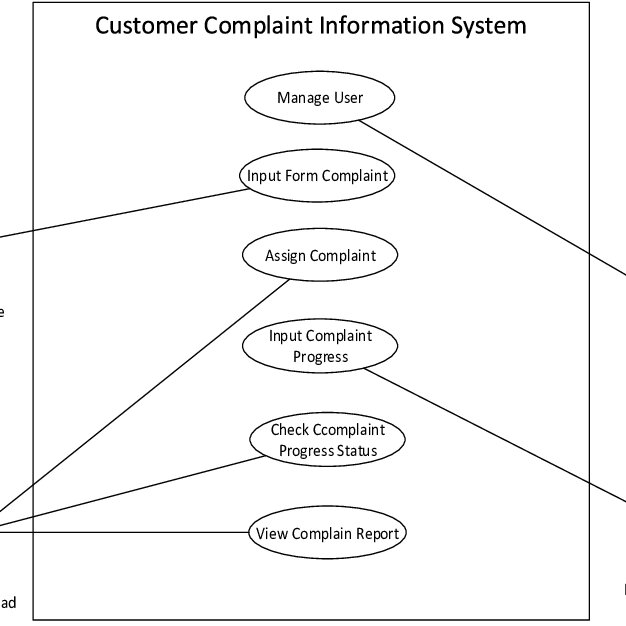 Customer Complaint Information System
Manage User
Input Form Complaint
Assign Complaint
e
Input Complaint
Progress
Check Ccomplaint
Progress Status
View Complain Report
ad